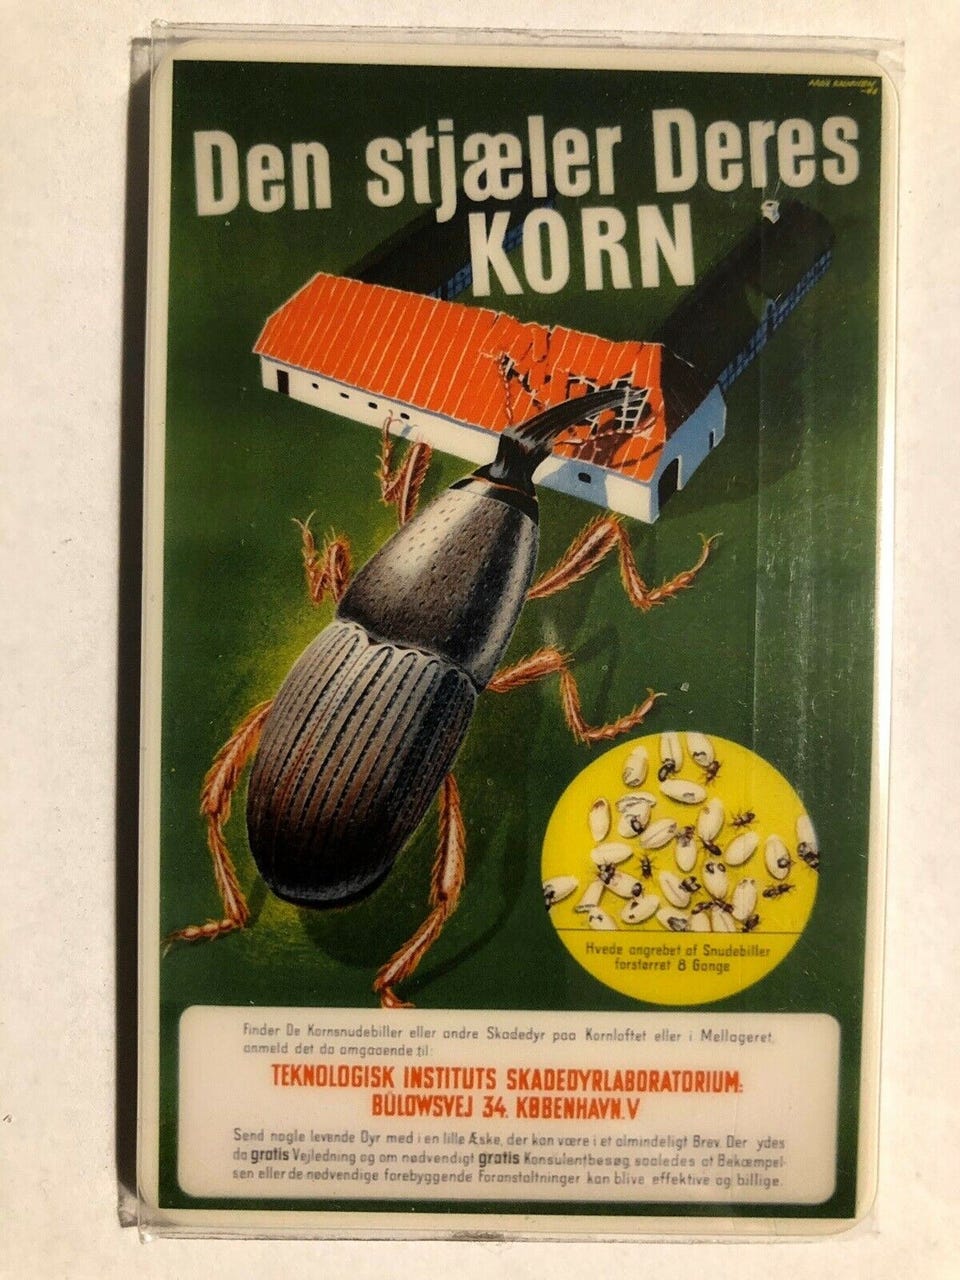 Den stjæler Deres
KORN
Hvede angrebet af Snudebiller
forstørret 8 Gange
Finder De Kornsnudebiller eller andre Skadedyr paa Kornloftet eller i Mellageret,
anmeld det da omgaaende til:
TEKNOLOGISK INSTITUTS SKADEDYRLABORATORIUM:
BÜLOWSVEJ 34. KØBENHAVN.V
Send nogle levende Dyr med i en lille Æske, der kan være i et almindeligt Brev. Der ydes
da gratis Vejledning og om nødvendigt gratis Konsulentbesøg, saaledes at Bekæmpel-
sen eller de nødvendige forebyggende Foranstaltninger kan blive effektive og billige.